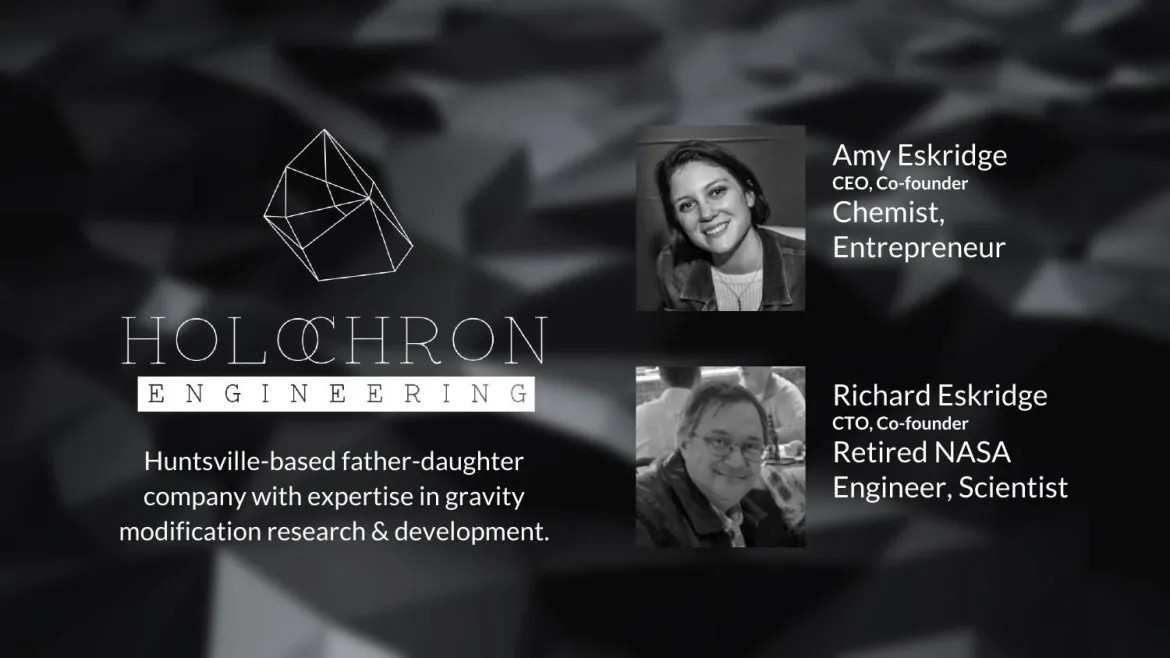 HOLOCHRON
ENGINEERING
Huntsville-based father-daughter
company with expertise in gravity
modification research & development.
Amy Eskridge
CEO, Co-founder
Chemist,
Entrepreneur
Richard Eskridge
CTO, Co-founder
Retired NASA
Engineer, Scientist